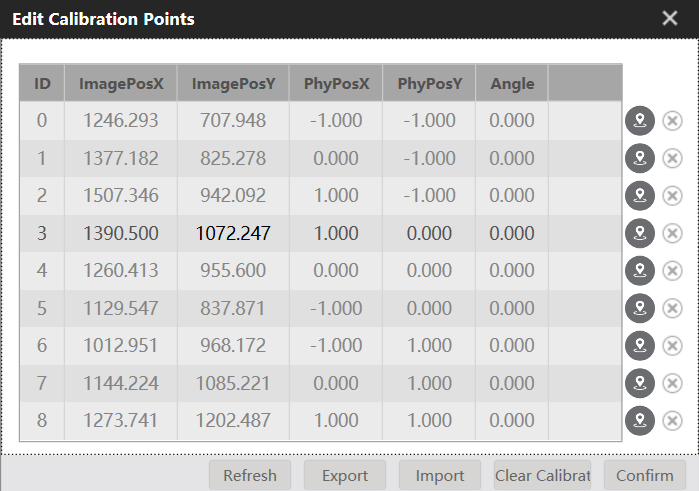 Edit Calibration Points
ID ImagePosX ImagePosY PhyPosX PhyPosY Angle
0 1246.293 707.948 -1.000 -1.000 0.000
1 1377.182 825.278 0.000 -1.000 0.000
2 1507.346 942.092 1.000 -1.000 0.000
3 1390.500 1072.247 1.000 0.000 0.000
4 1260.413 955.600 0.000 0.000 0.000
5 1129.547 837.871 -1.000 0.000 0.000
6 1012.951 968.172 -1.000 1.000 0.000
7 1144.224 1085.221 0.000 1.000 0.000
8 1273.741 1202.487 1.000 1.000 0.000
Refresh Export Import Clear Calibrat Confirm